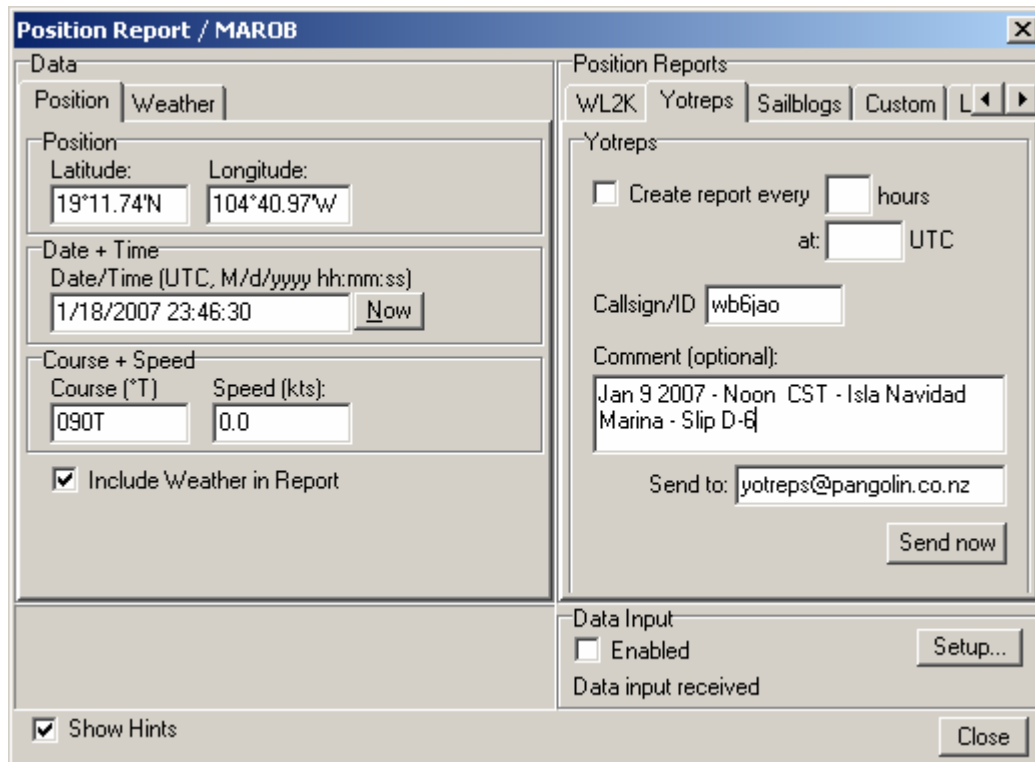 Position Report / MAROB
Data
Position
Weather
Position
Latitude:
Longitude:
19°11.74'N
104°40.97'W
Date + Time
Date/Time (UTC, M/d/yyyy hh:mm:ss)
1/18/2007 23:46:30
Now
Course + Speed
Course (°T)
Speed (kts):
090T
0.0
Include Weather in Report
Position Reports
WL2K
Yotreps
Sailblogs
Custom
L
Yotreps
Create report every
hours
at:
UTC
Callsign/ID
wb6jao
Comment (optional):
Jan 9 2007 - Noon  CST - Isla Navidad
Marina - Slip D-6
Send to:
yotreps@pangolin.co.nz
Send now
Data Input
Enabled
Setup...
Data input received
Show Hints
Close